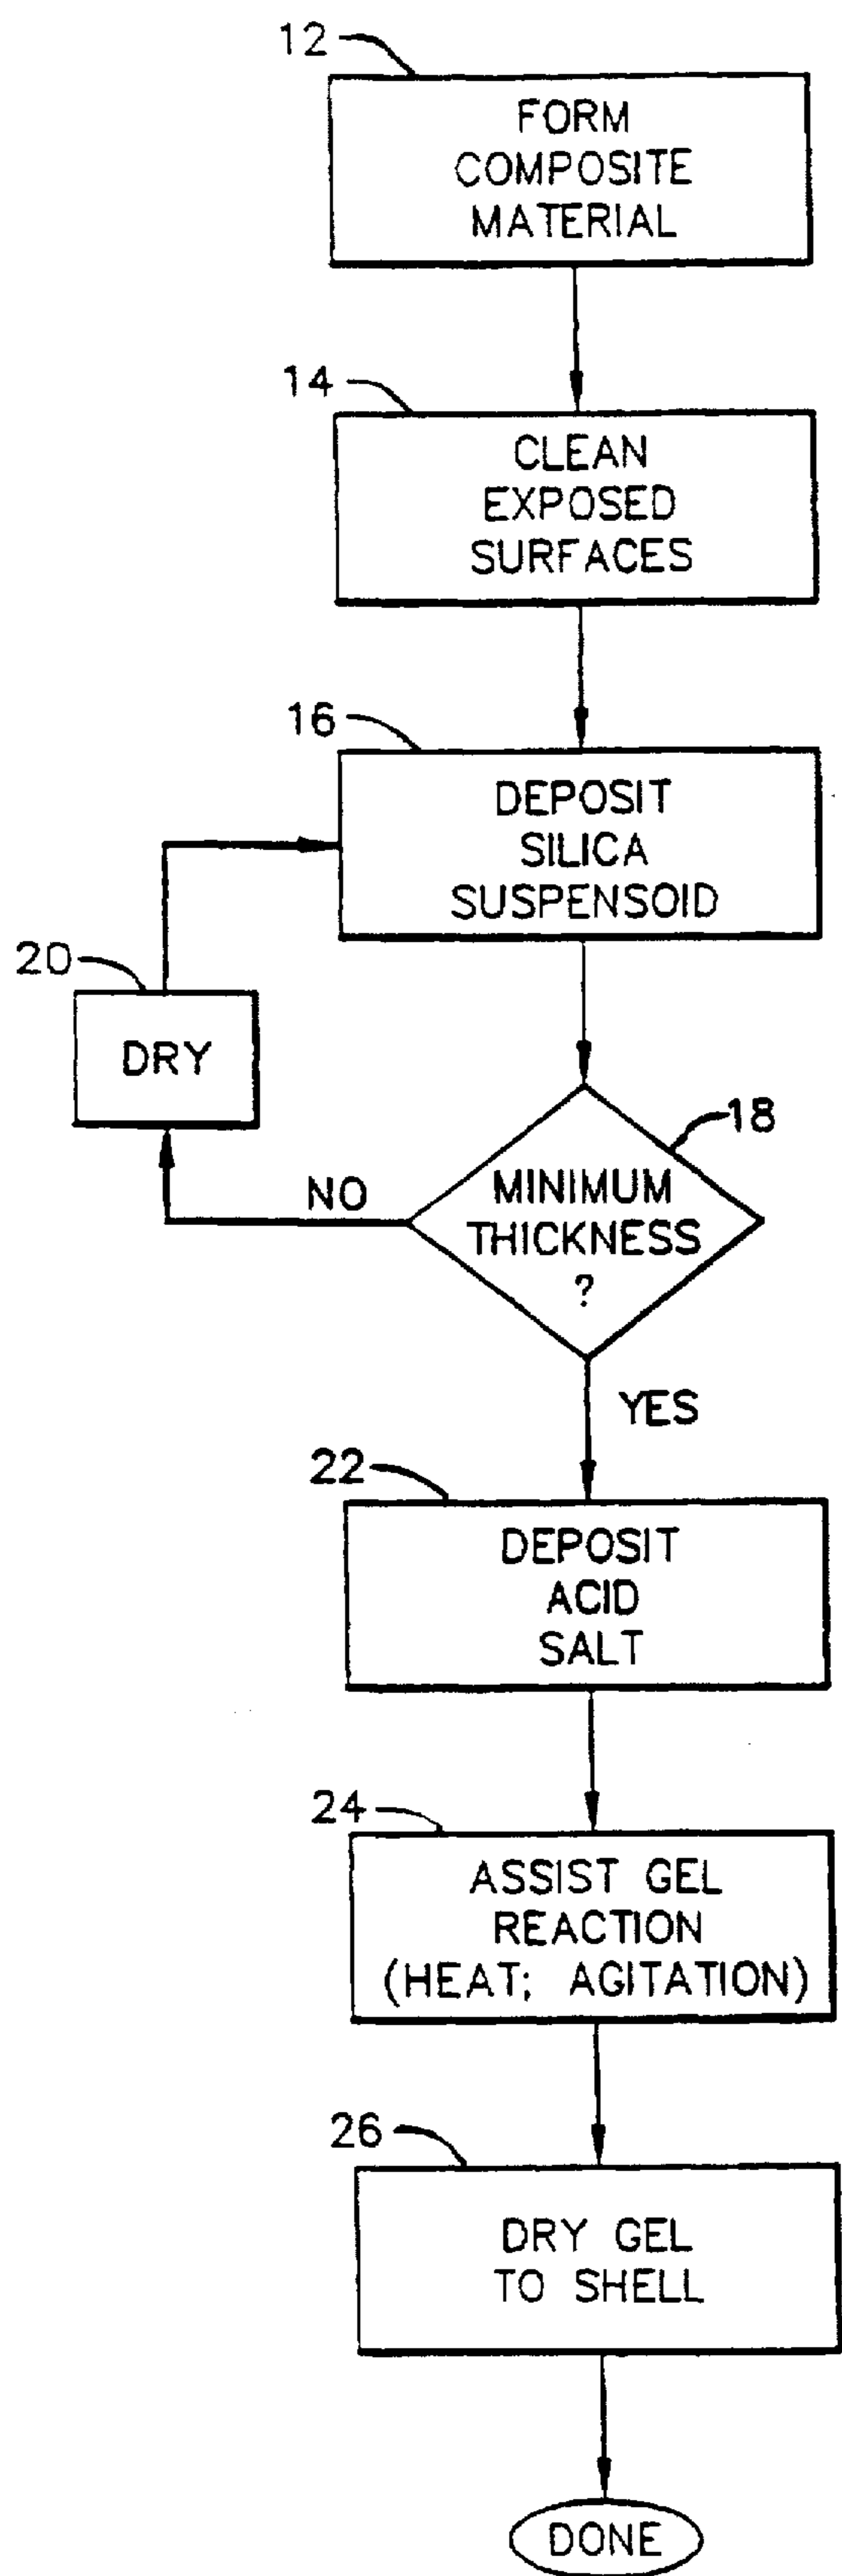 12
FORM
COMPOSITE
MATERIAL
14
CLEAN
EXPOSED
SURFACES
16
DEPOSIT
SILICA
SUSPENSOID
20
DRY
18
NO
MINIMUM
THICKNESS
?
YES
22
DEPOSIT
ACID
SALT
24
ASSIST GEL
REACTION
(HEAT; AGITATION)
26
DRY GEL
TO SHELL
DONE